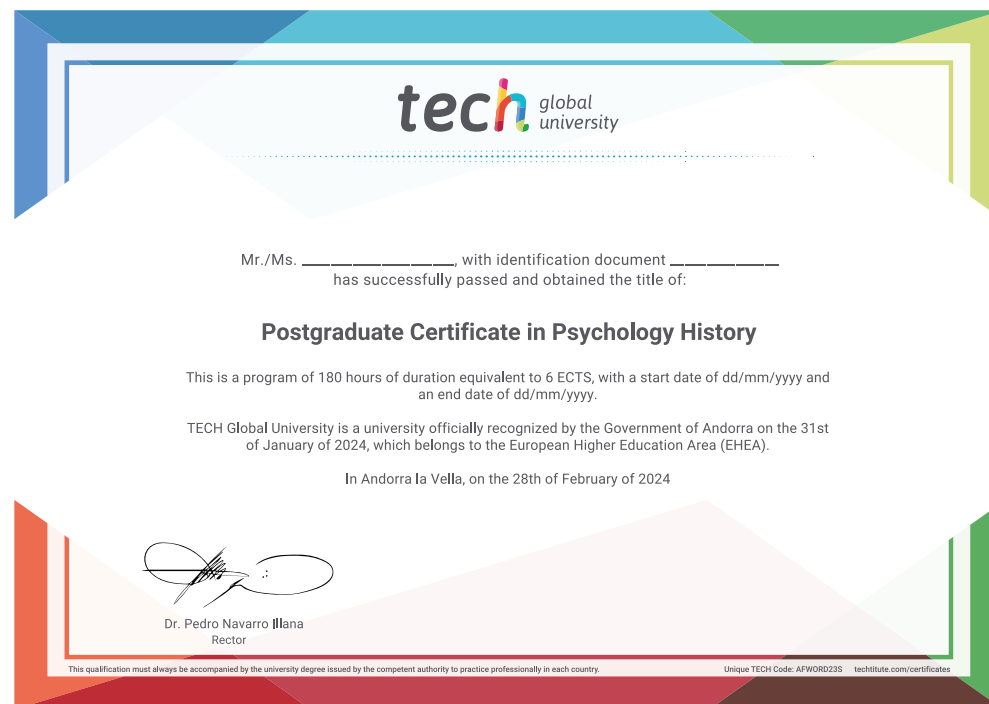 tech global
university
Mr./Ms. __________________, with identification document _____________
has successfully passed and obtained the title of:
Postgraduate Certificate in Psychology History
This is a program of 180 hours of duration equivalent to 6 ECTS, with a start date of dd/mm/yyyy and
an end date of dd/mm/yyyy.
TECH Global University is a university officially recognized by the Government of Andorra on the 31st
of January of 2024, which belongs to the European Higher Education Area (EHEA).
In Andorra la Vella, on the 28th of February of 2024
Dr. Pedro Navarro Illana
Rector
This qualification must always be accompanied by the university degree issued by the competent authority to practice professionally in each country. Unique TECH Code: AFWORD23S techtitute.com/certificates